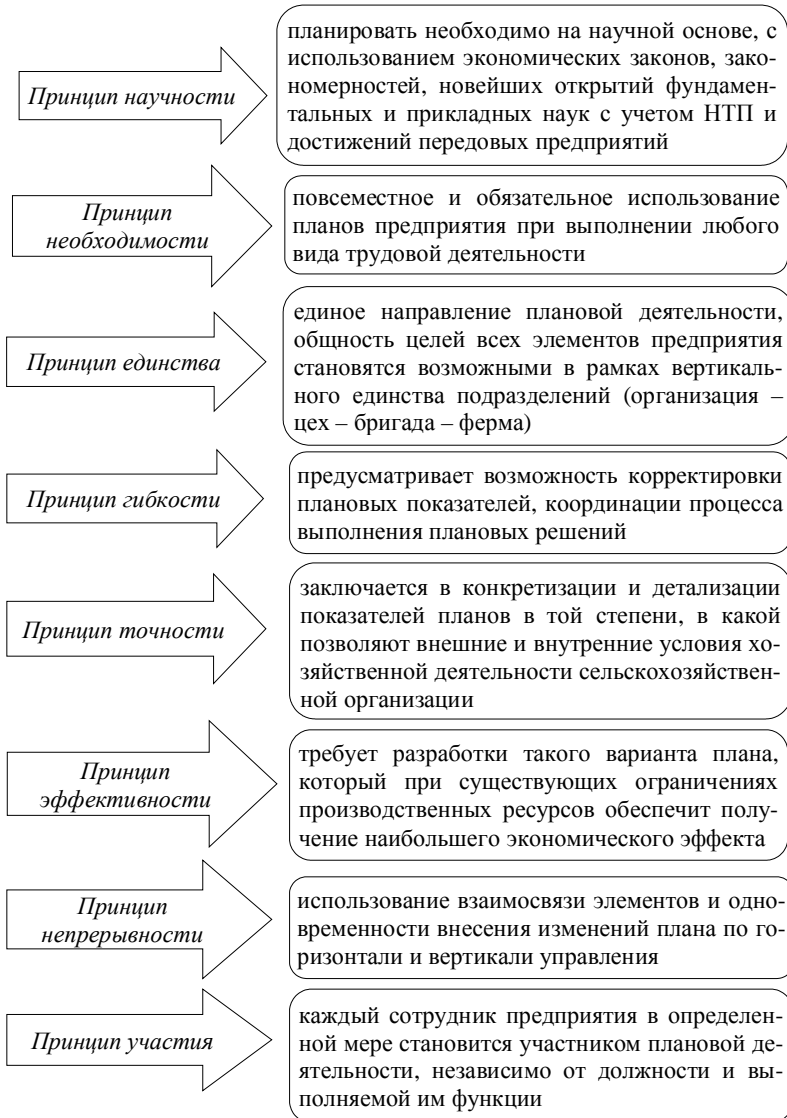 Принцип научности
планировать необходимо на научной основе, с
использованием экономических законов, зако-
номерностей, новейших открытий фундамен-
тальных и прикладных наук с учетом НТП и
достижений передовых предприятий
Принцип
необходимости
повсеместное и обязательное использование
планов предприятия при выполнении любого
вида трудовой деятельности
Принцип единства
единое направление плановой деятельности,
общность целей всех элементов предприятия
становятся возможными в рамках вертикаль-
ного единства подразделений (организация –
цех – бригада – ферма)
Принцип гибкости
предусматривает возможность корректировки
плановых показателей, координации процесса
выполнения плановых решений
Принцип точности
заключается в конкретизации и детализации
показателей планов в той степени, в какой
позволяют внешние и внутренние условия хо-
зяйственной деятельности сельскохозяйствен-
ной организации
Принцип
эффективности
требует разработки такого варианта плана,
который при существующих ограничениях
производственных ресурсов обеспечит полу-
чение наибольшего экономического эффекта
Принцип
непрерывности
использование взаимосвязи элементов и одно-
временности внесения изменений плана по го-
ризонтали и вертикали управления
Принцип участия
каждый сотрудник предприятия в определен-
ной мере становится участником плановой де-
ятельности, независимо от должности и вы-
полняемой им функции